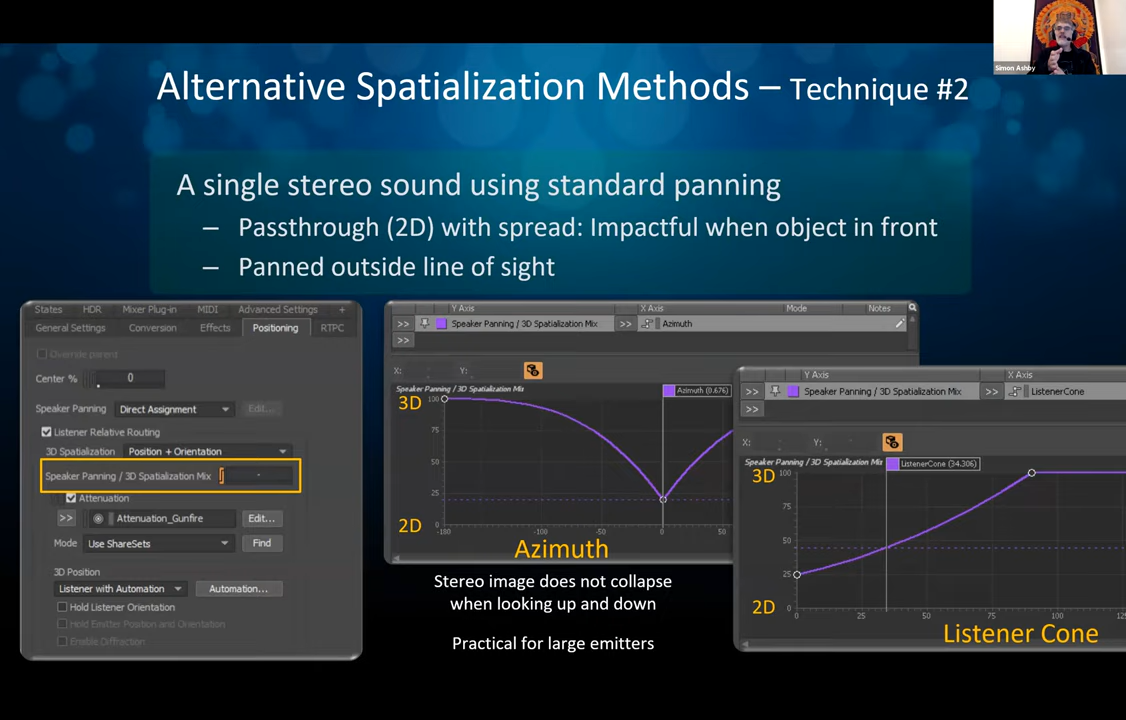 Simon Ashby
Alternative Spatialization Methods – Technique #2
A single stereo sound using standard panning
– Passthrough (2D) with spread: Impactful when object in front
– Panned outside line of sight
States HDR Mixer Plug-in MIDI Advanced Settings +
General Settings Conversion Effects Positioning RTPC
Override parent
Center % 0
Speaker Panning Direct Assignment Edit...
Listener Relative Routing
3D Spatialization Position + Orientation
Speaker Panning / 3D Spatialization Mix -
Attenuation
>> Attenuation_Gunfire Edit...
Mode Use ShareSets Find
3D Position
Listener with Automation Automation...
Hold Listener Orientation
Hold Emitter Position and Orientation
Enable Diffraction
Y Axis X Axis Mode Notes
>> Speaker Panning / 3D Spatialization Mix >> Azimuth
>>
X: Y:
Speaker Panning / 3D Spatialization Mix
Azimuth (0.676)
3D 100
75
50
25
2D 0
-180 -100 -50 0 50
Azimuth
Stereo image does not collapse
when looking up and down
Practical for large emitters
Y Axis X Axis
>> Speaker Panning / 3D Spatialization Mix >> ListenerCone
>>
X: Y:
Speaker Panning / 3D Spatialization Mix
ListenerCone (34.306)
3D 100
75
50
25
2D 0
0 25 50 75 100 125
Listener Cone